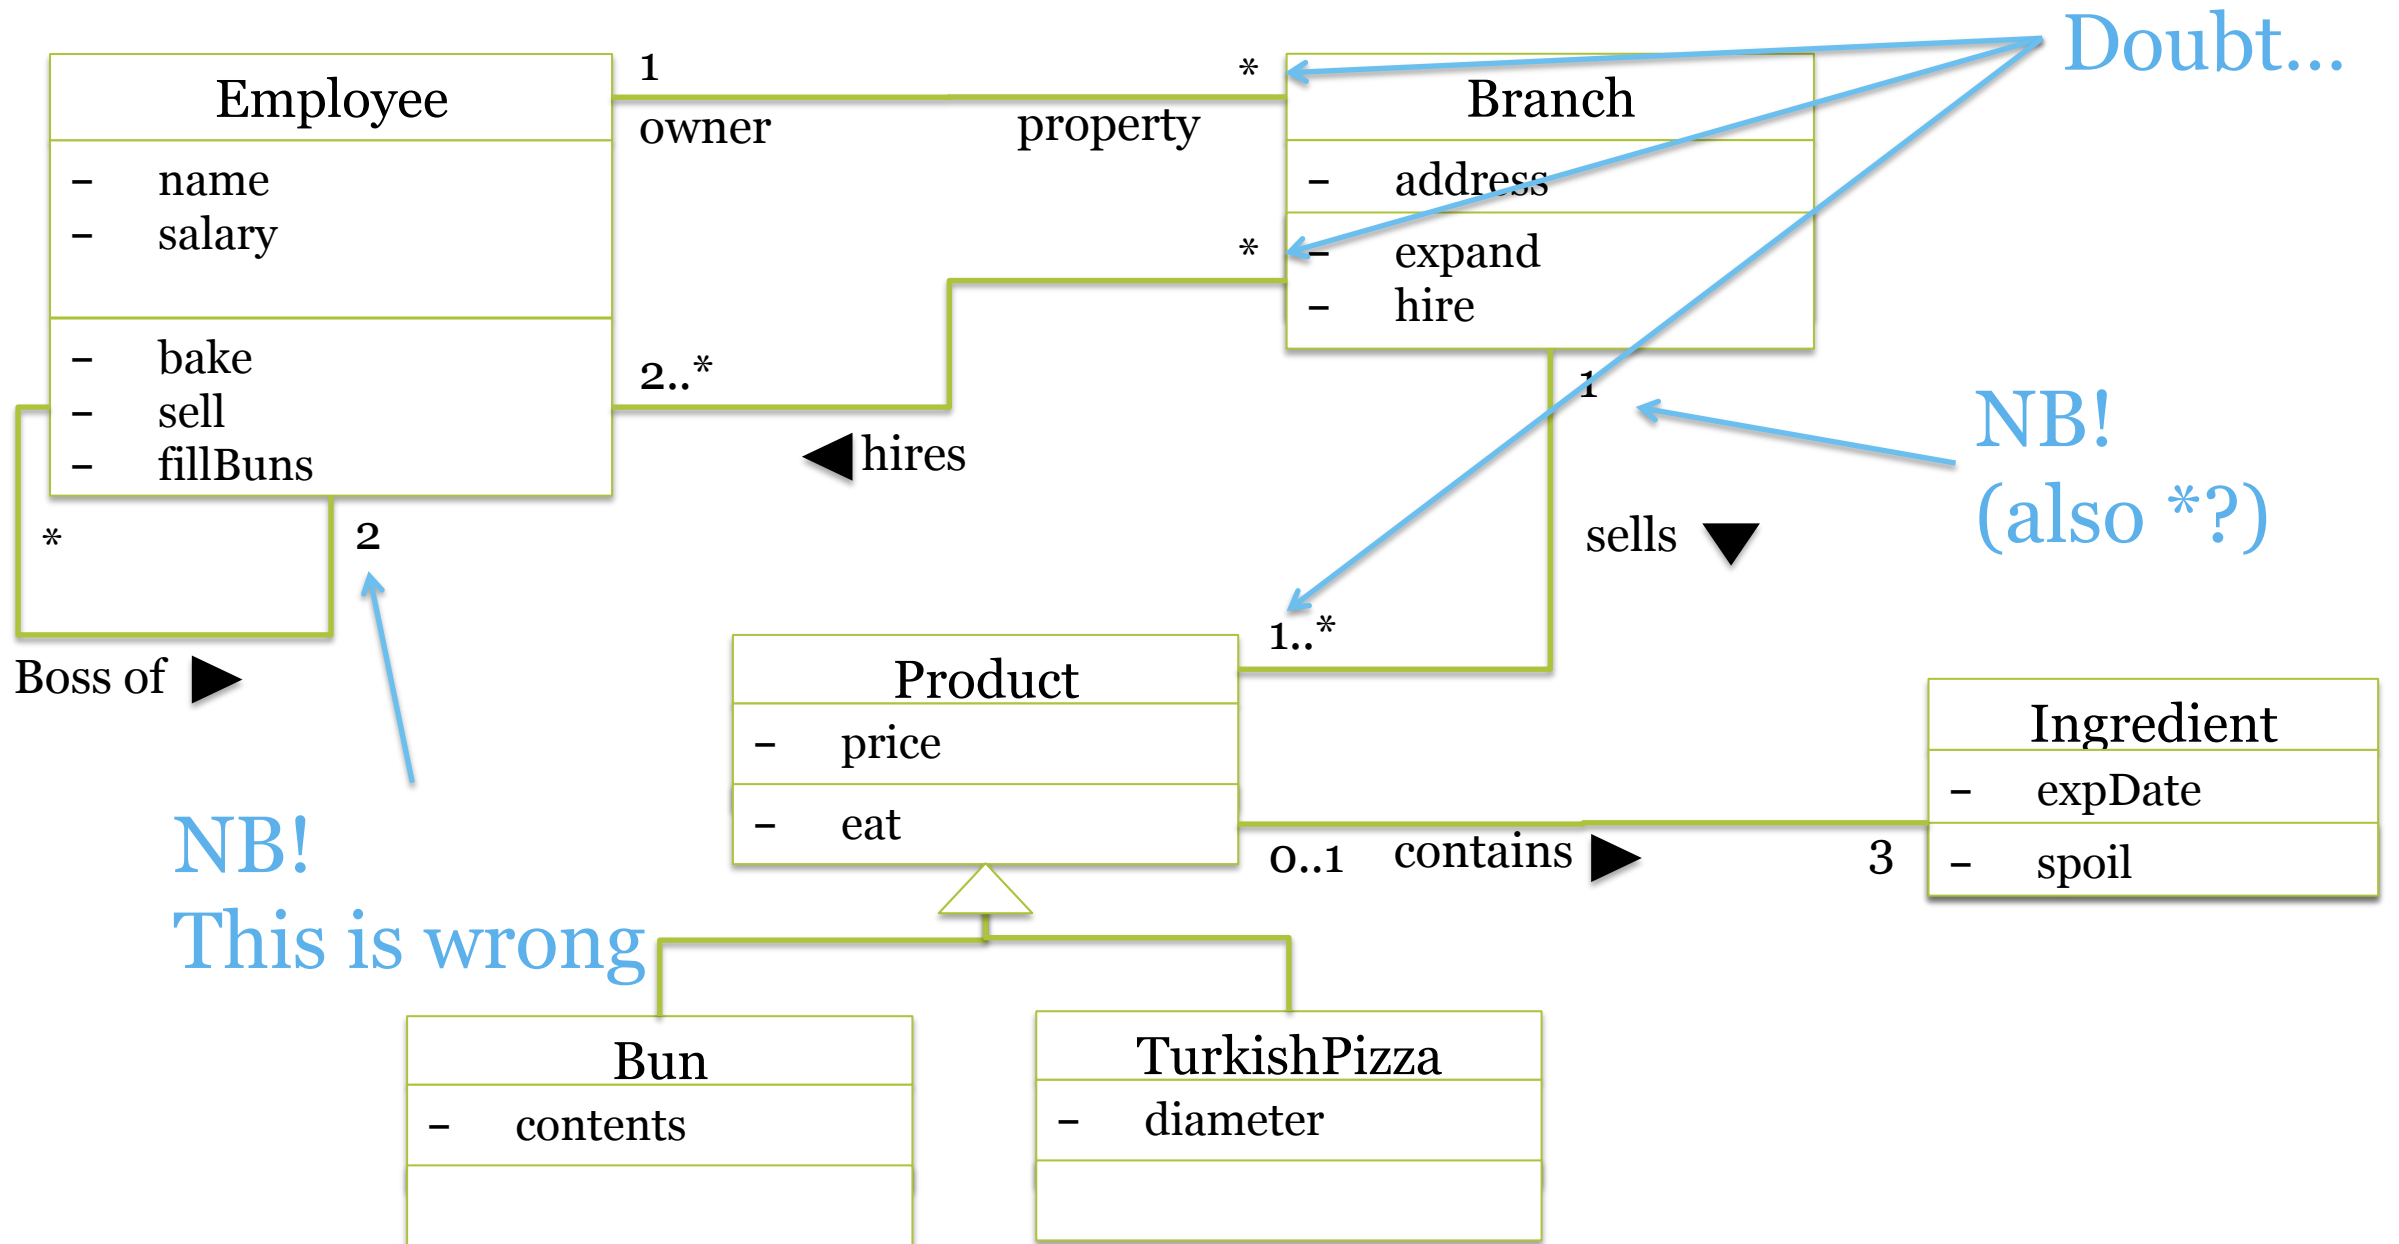 Doubt...
Employee
- name
- salary
- bake
- sell
- fillBuns
1
owner
property
*
Branch
- address
- expand
- hire
*
2..*
hires
1
NB!
(also *?)
sells
*
2
Boss of
NB!
This is wrong
1..*
Product
- price
- eat
0..1
contains
3
Ingredient
- expDate
- spoil
Bun
- contents
TurkishPizza
- diameter